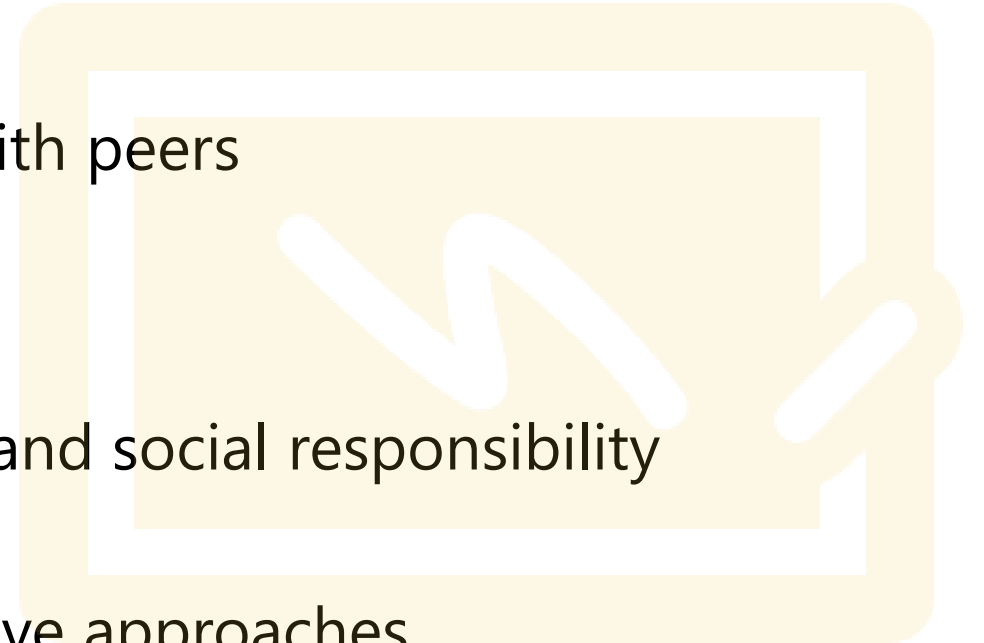 ith peers
and social responsibility
ve approaches